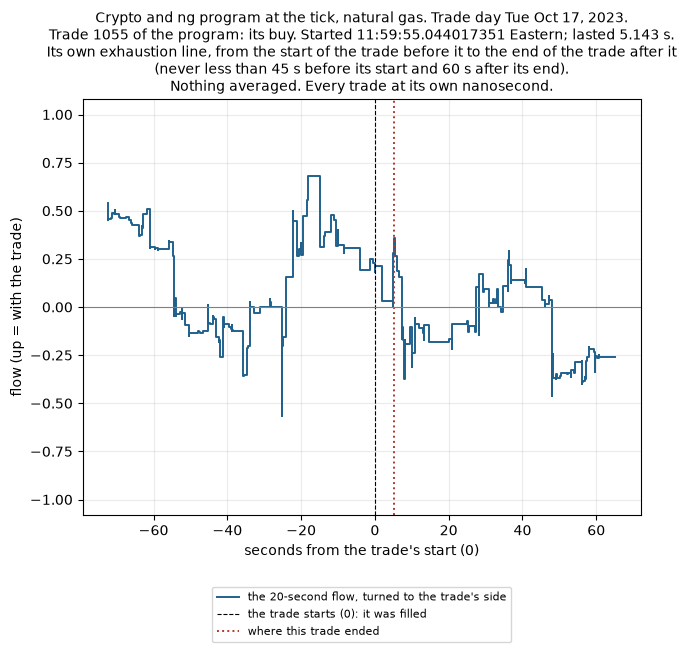 Crypto and ng program at the tick, natural gas. Trade day Tue Oct 17, 2023.
Trade 1055 of the program: its buy. Started 11:59:55.044017351 Eastern; lasted 5.143 s.
Its own exhaustion line, from the start of the trade before it to the end of the trade after it
(never less than 45 s before its start and 60 s after its end).
Nothing averaged. Every trade at its own nanosecond.
1.00
0.75
0.50
0.25
0.00
−0.25
−0.50
−0.75
−1.00
flow (up = with the trade)
−60
−40
−20
0
20
40
60
seconds from the trade's start (0)
the 20-second flow, turned to the trade's side
the trade starts (0): it was filled
where this trade ended